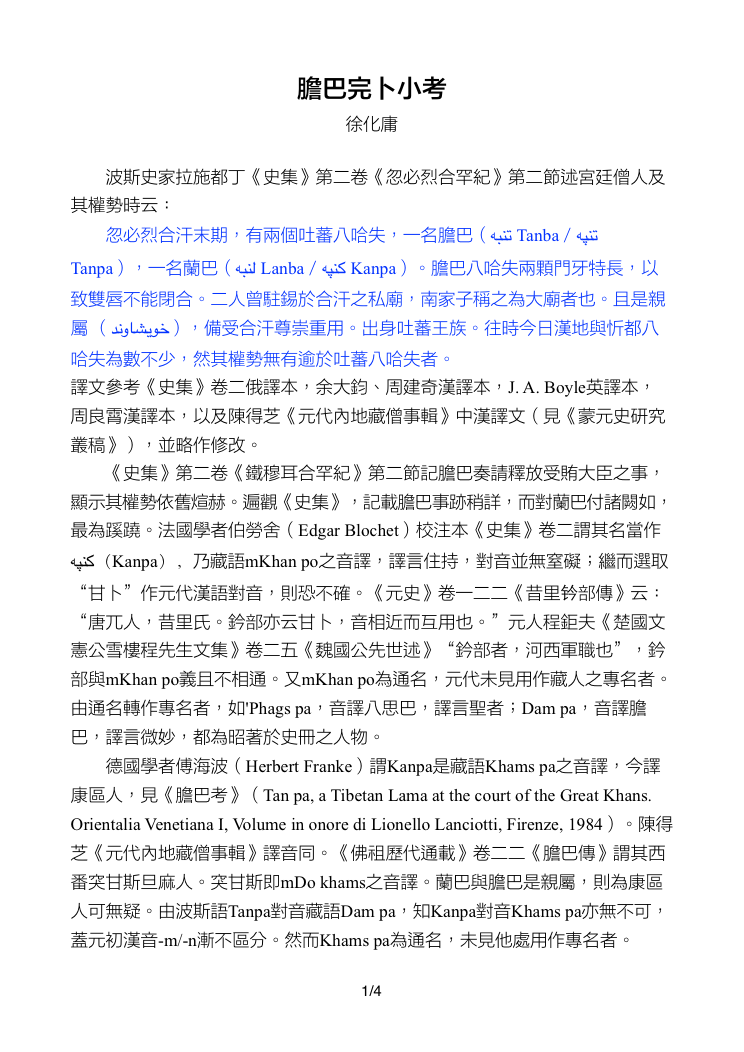 膽巴完卜小考
徐化庸
波斯史家拉施都丁《史集》第二卷《忽必烈合罕紀》第二節述宮廷僧人及
其權勢時云：
忽必烈合汗末期，有兩個吐蕃八哈失，一名膽巴（تنبه Tanba / تنپه
Tanpa），一名蘭巴（لنبه Lanba / کنپه Kanpa）。膽巴八哈失兩顆門牙特長，以
致雙唇不能閉合。二人曾駐錫於合汗之私廟，南家子稱之為大廟者也。且是親
屬（خویشاوند），備受合汗尊崇重用。出身吐蕃王族。往時今日漢地與忻都八
哈失為數不少，然其權勢無有逾於吐蕃八哈失者。
譯文參考《史集》卷二俄譯本，余大鈞、周建奇漢譯本，J. A. Boyle英譯本，
周良霄漢譯本，以及陳得芝《元代內地藏僧事輯》中漢譯文（見《蒙元史研究
叢稿》），並略作修改。
《史集》第二卷《鐵穆耳合罕紀》第二節記膽巴奏請釋放受賄大臣之事，
顯示其權勢依舊煊赫。遍觀《史集》，記載膽巴事跡稍詳，而對蘭巴付諸闕如，
最為蹊蹺。法國學者伯勞舍（Edgar Blochet）校注本《史集》卷二謂其名當作
کنپه（Kanpa），乃藏語mKhan po之音譯，譯言住持，對音並無窒礙；繼而選取
“甘卜”作元代漢語對音，則恐不確。《元史》卷一二二《昔里钤部傳》云：
“唐兀人，昔里氏。鈐部亦云甘卜，音相近而互用也。”元人程鉅夫《楚國文
憲公雪樓程先生文集》卷二五《魏國公先世述》“鈐部者，河西軍職也”，鈐
部與mKhan po義且不相通。又mKhan po為通名，元代未見用作藏人之專名者。
由通名轉作專名者，如'Phags pa，音譯八思巴，譯言聖者；Dam pa，音譯膽
巴，譯言微妙，都為昭著於史冊之人物。
德國學者傅海波（Herbert Franke）謂Kanpa是藏語Khams pa之音譯，今譯
康區人，見《膽巴考》（Tan pa, a Tibetan Lama at the court of the Great Khans.
Orientalia Venetiana I, Volume in onore di Lionello Lanciotti, Firenze, 1984）。陳得
芝《元代內地藏僧事輯》譯音同。《佛祖歷代通載》卷二二《膽巴傳》謂其西
番突甘斯旦麻人。突甘斯即mDo khams之音譯。蘭巴與膽巴是親屬，則為康區
人可無疑。由波斯語Tanpa對音藏語Dam pa，知Kanpa對音Khams pa亦無不可，
蓋元初漢音-m/-n漸不區分。然而Khams pa為通名，未見他處用作專名者。
1/4